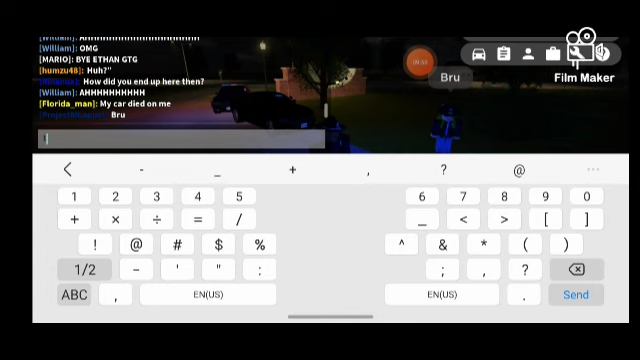 [William]: AHHHHHHHHHHHHHHHHHHHH
[William]: OMG
[MARIO]: BYE ETHAN GTG
[humzu48]: Huh?"
How did you end up here then?
[William]: AHHHHHHHHHH
[Florida_man]: My car died on me
Bru
Bru
Film Maker
- _ + , ? @ ...
1 2 3 4 5 6 7 8 9 0
+ × ÷ = / _ < > [ ]
! @ # $ % ^ & * ( )
1/2 - ' " : ; , ?
ABC , EN(US) EN(US) . Send